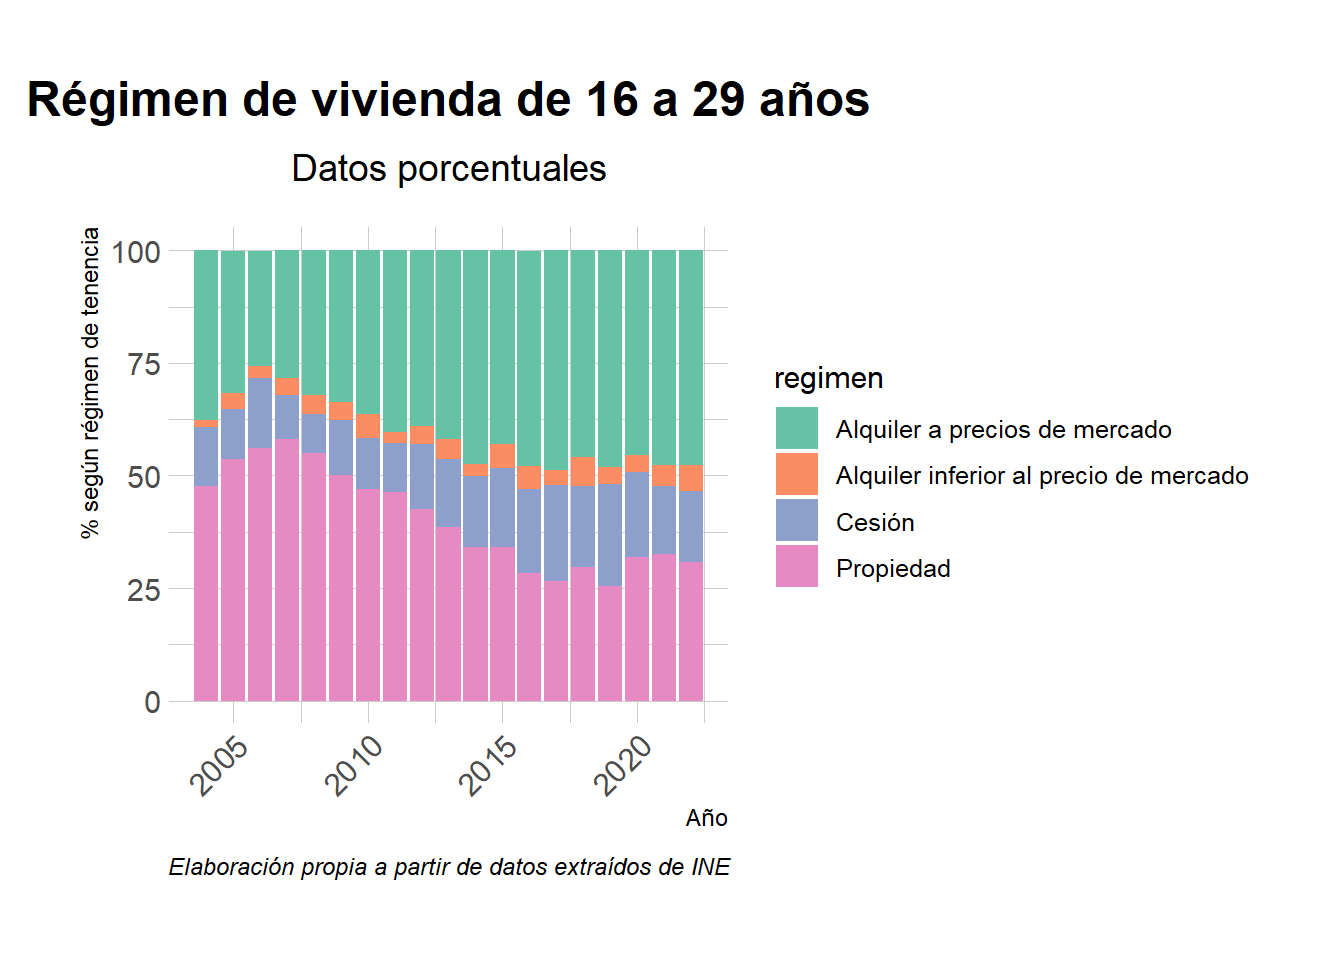 Régimen de vivienda de 16 a 29 años
Datos porcentuales
% según régimen de tenencia
100
75
50
25
0
2005
2010
2015
2020
Año
regimen
Alquiler a precios de mercado
Alquiler inferior al precio de mercado
Cesión
Propiedad
Elaboración propia a partir de datos extraídos de INE